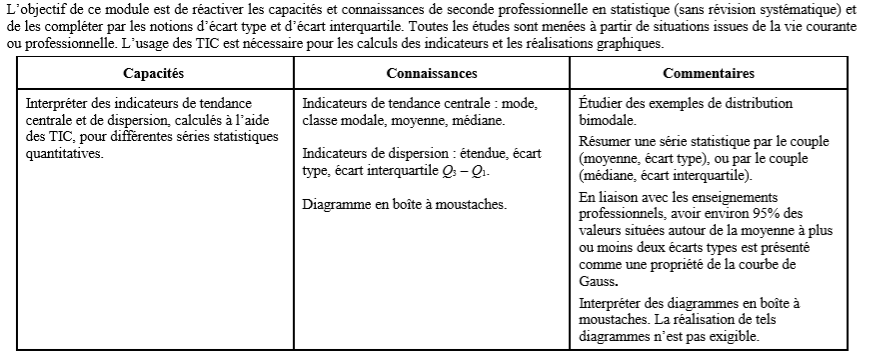 L'objectif de ce module est de réactiver les capacités et connaissances de seconde professionnelle en statistique (sans révision systématique) et
de les compléter par les notions d'écart type et d'écart interquartile. Toutes les études sont menées à partir de situations issues de la vie courante
ou professionnelle. L'usage des TIC est nécessaire pour les calculs des indicateurs et les réalisations graphiques.
Capacités
Connaissances
Commentaires
Interpréter des indicateurs de tendance
centrale et de dispersion, calculés à l'aide
des TIC, pour différentes séries statistiques
quantitatives.
Indicateurs de tendance centrale : mode,
classe modale, moyenne, médiane.
Indicateurs de dispersion : étendue, écart
type, écart interquartile Q₃ – Q₁.
Diagramme en boîte à moustaches.
Étudier des exemples de distribution
bimodale.
Résumer une série statistique par le couple
(moyenne, écart type), ou par le couple
(médiane, écart interquartile).
En liaison avec les enseignements
professionnels, avoir environ 95% des
valeurs situées autour de la moyenne à plus
ou moins deux écarts types est présenté
comme une propriété de la courbe de
Gauss.
Interpréter des diagrammes en boîte à
moustaches. La réalisation de tels
diagrammes n'est pas exigible.